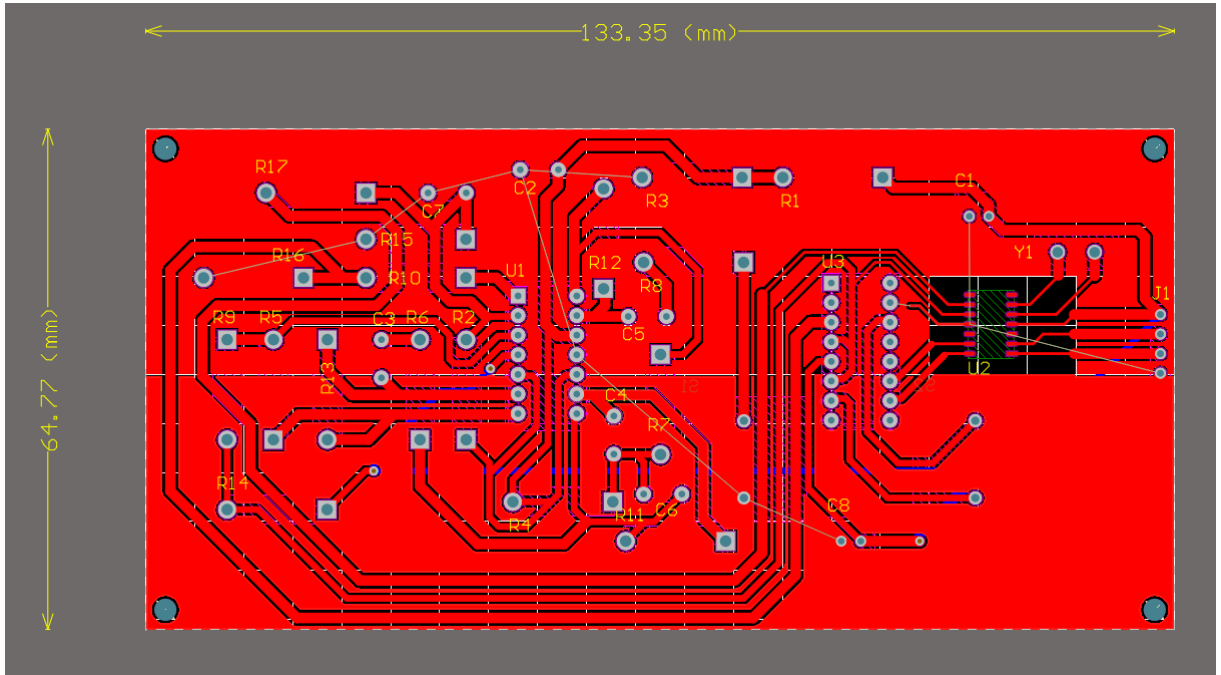 133.35 (mm)
64.77 (mm)
R17
C7
C2
R3
R1
C1
R15
R16
R10
U1
R12
R8
U3
Y1
J1
R9
R5
C3
R6
R2
C5
R13
U2
C4
R7
R14
R4
R11
C6
C8